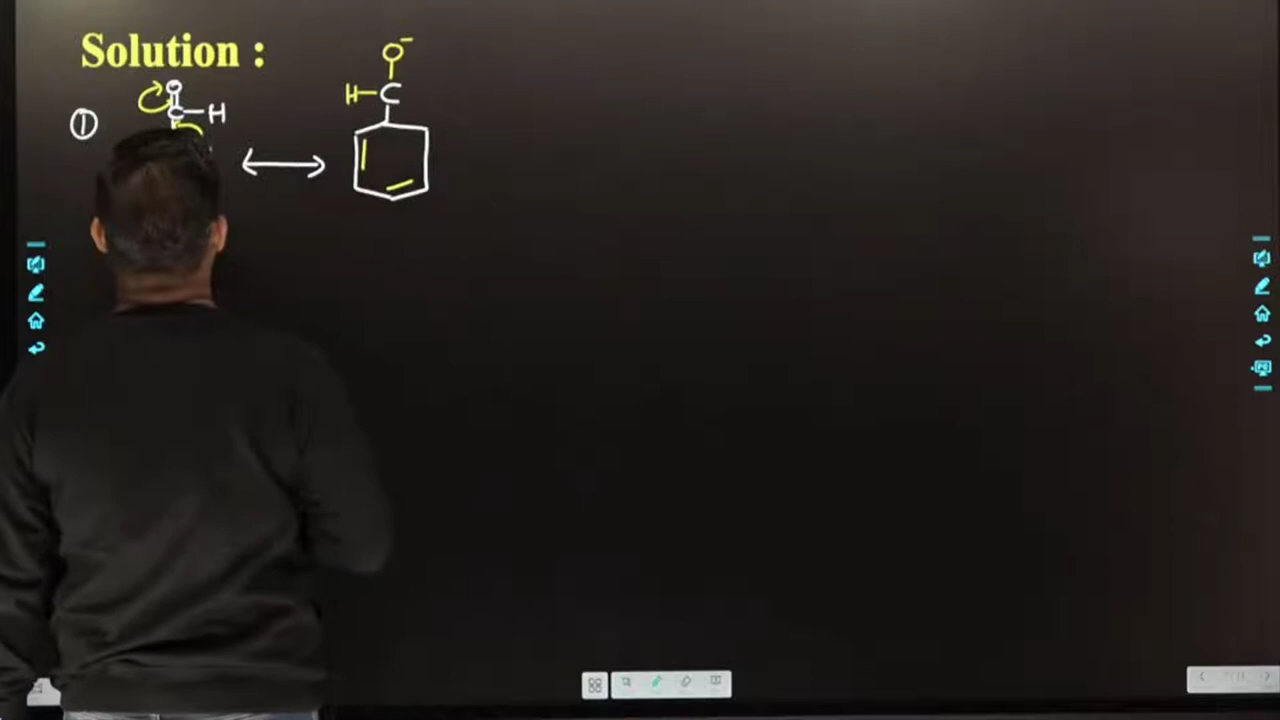 Solution :
O⁻
O
H–C
① C–H